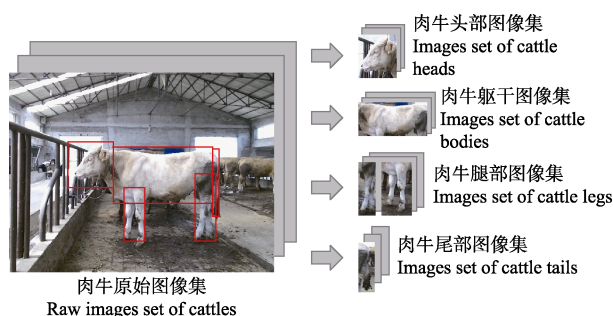 肉牛头部图像集
Images set of cattle
heads
肉牛躯干图像集
Images set of cattle
bodies
肉牛腿部图像集
Images set of cattle legs
肉牛尾部图像集
Images set of cattle tails
肉牛原始图像集
Raw images set of cattles